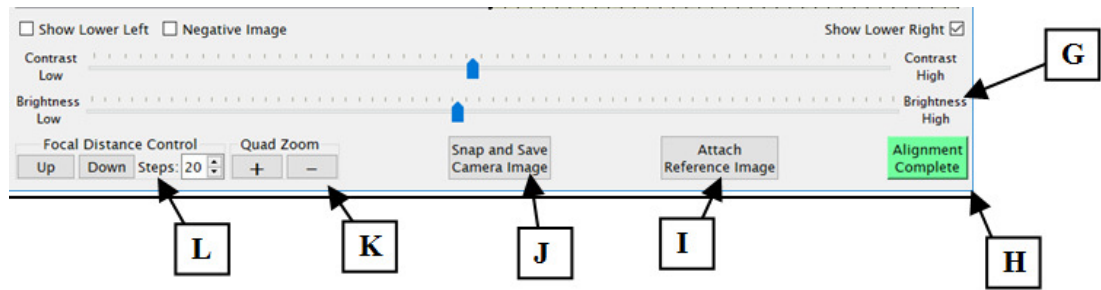 Show Lower Left Negative Image Show Lower Right
Contrast Low Contrast High
Brightness Low Brightness High
Focal Distance Control Quad Zoom
Up Down Steps: 20 + −
Snap and Save
Camera Image
Attach
Reference Image
Alignment
Complete
G
L
K
J
I
H